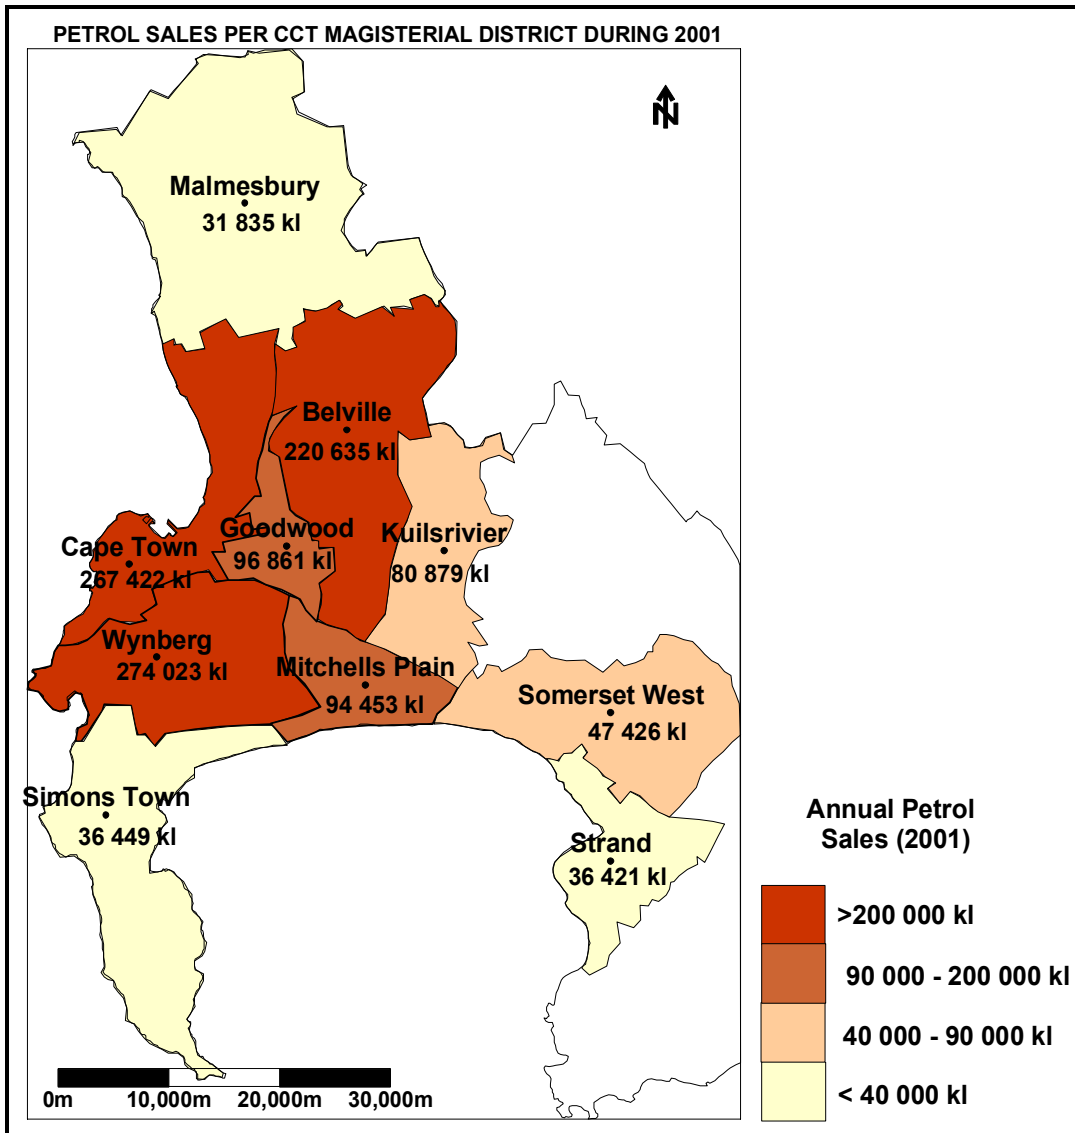 PETROL SALES PER CCT MAGISTERIAL DISTRICT DURING 2001
N
Malmesbury
31 835 kl
Belville
220 635 kl
Goodwood
96 861 kl
Kuilsrivier
80 879 kl
Cape Town
267 422 kl
Wynberg
274 023 kl
Mitchells Plain
94 453 kl
Somerset West
47 426 kl
Simons Town
36 449 kl
Strand
36 421 kl
Annual Petrol
Sales (2001)
>200 000 kl
90 000 - 200 000 kl
40 000 - 90 000 kl
< 40 000 kl
0m 10,000m 20,000m 30,000m